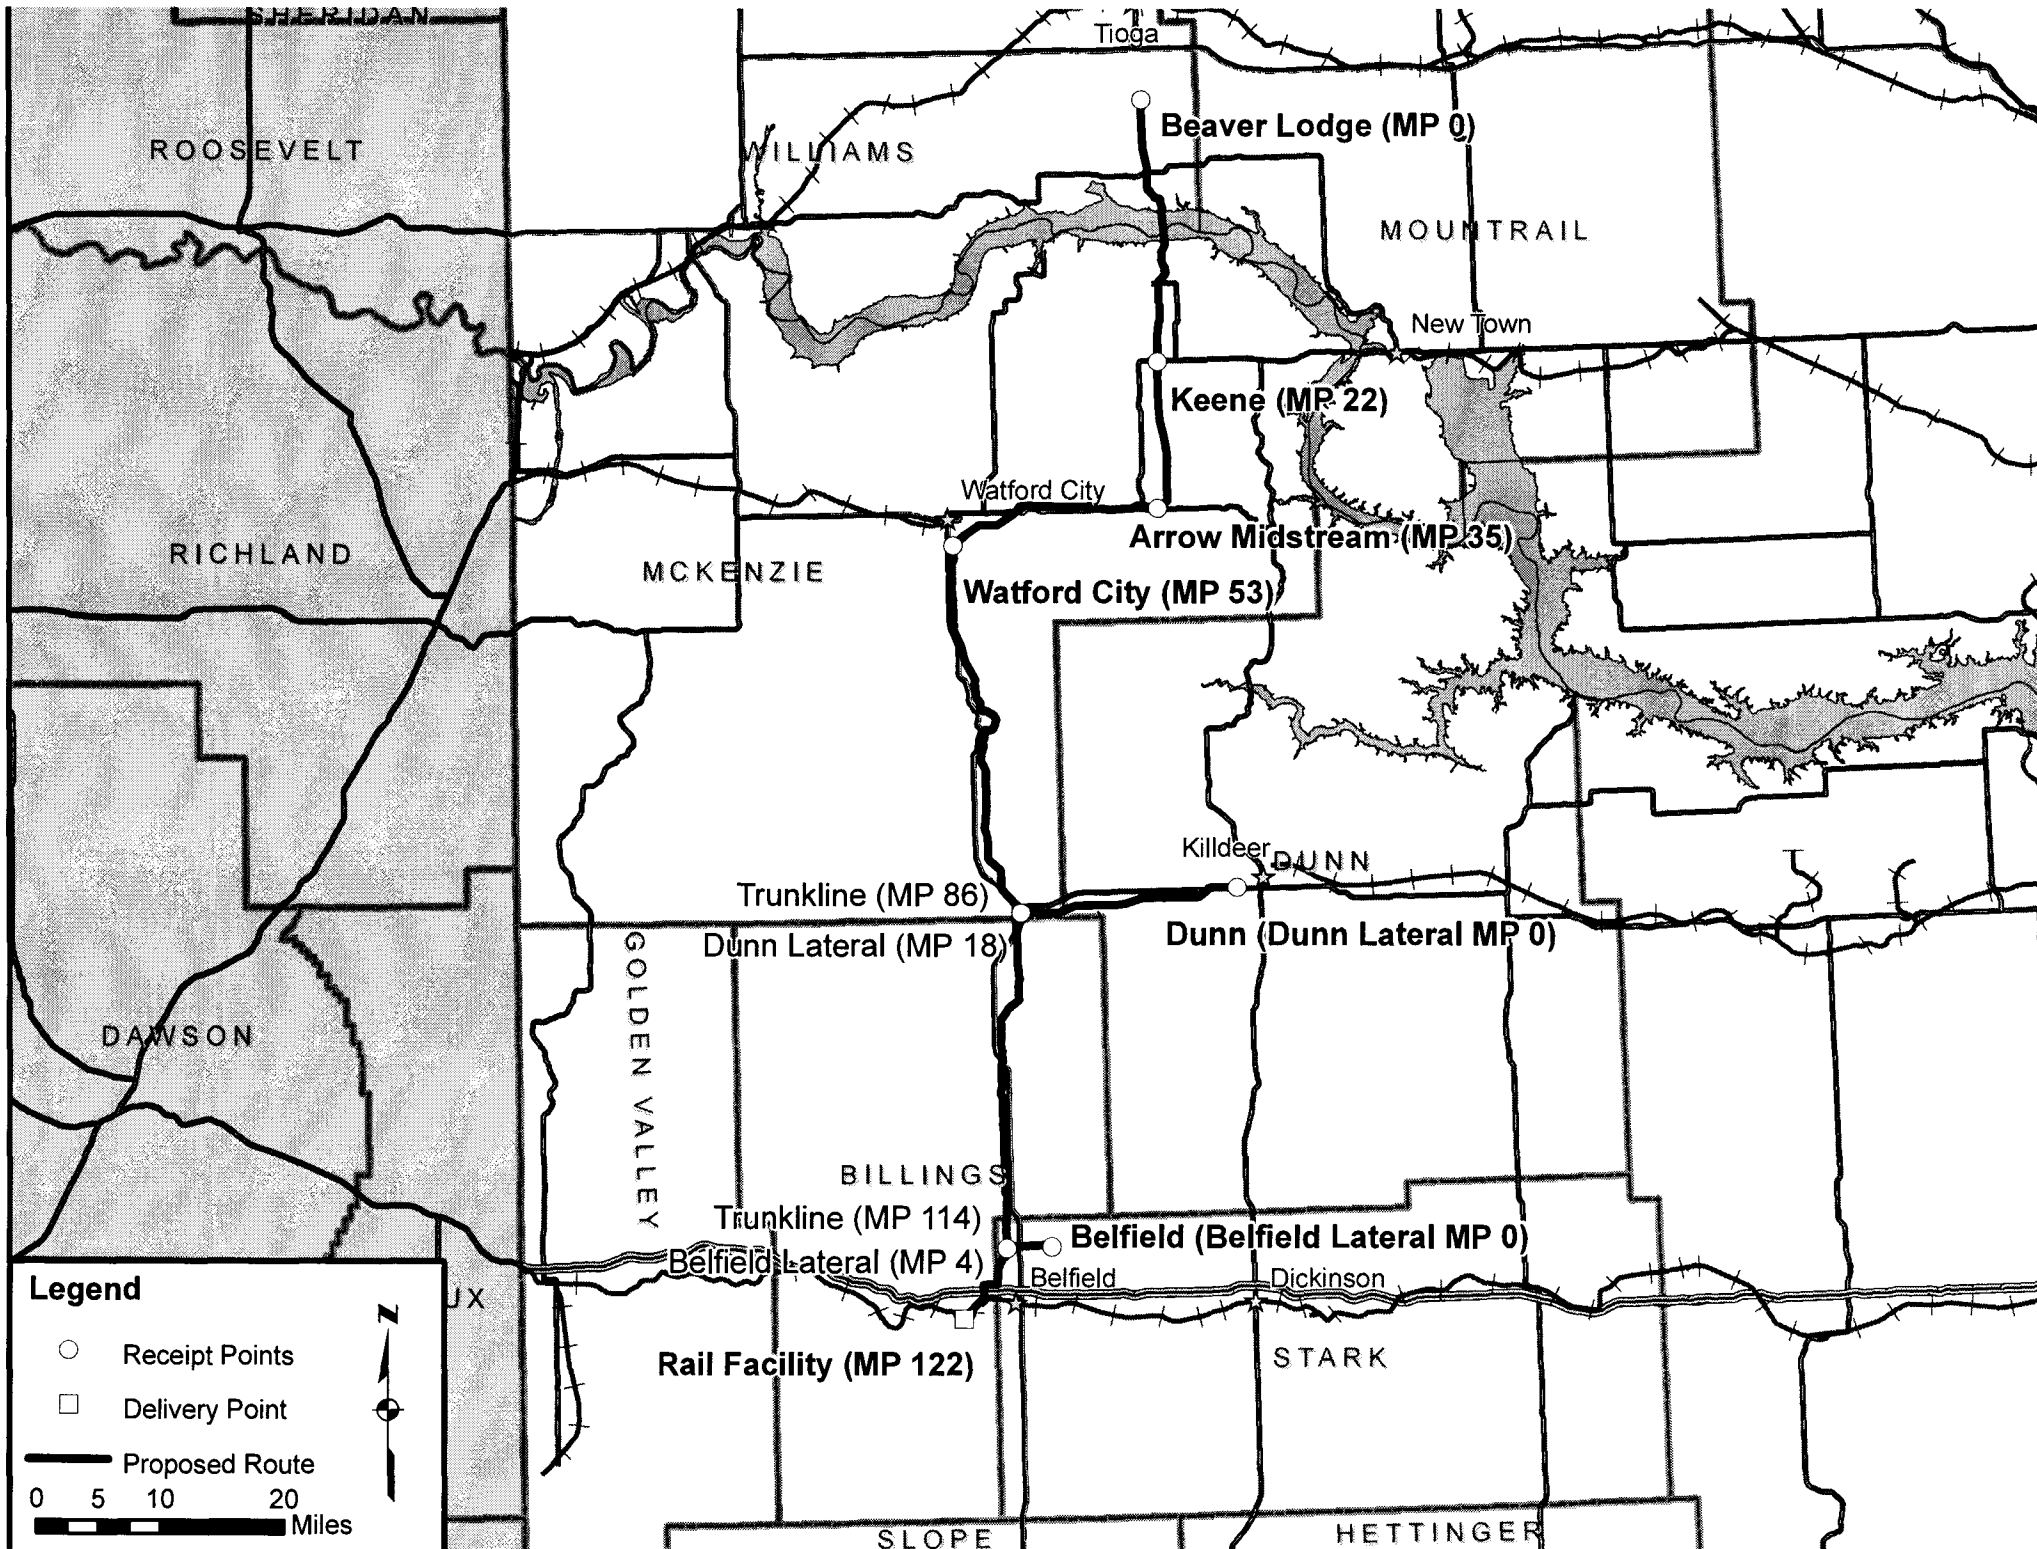 SHERIDAN
Tioga
Beaver Lodge (MP 0)
ROOSEVELT
WILLIAMS
MOUNTRAIL
New Town
Keene (MP 22)
Watford City
Arrow Midstream (MP 35)
RICHLAND
MCKENZIE
Watford City (MP 53)
Killdeer
DUNN
Trunkline (MP 86)
Dunn (Dunn Lateral MP 0)
Dunn Lateral (MP 18)
GOLDEN VALLEY
DAWSON
BILLINGS
Trunkline (MP 114)
Belfield (Belfield Lateral MP 0)
Belfield Lateral (MP 4)
Belfield
Dickinson
Legend
N
UX
Receipt Points
STARK
Rail Facility (MP 122)
Delivery Point
Proposed Route
0 5 10 20
Miles
SLOPE
HETTINGER